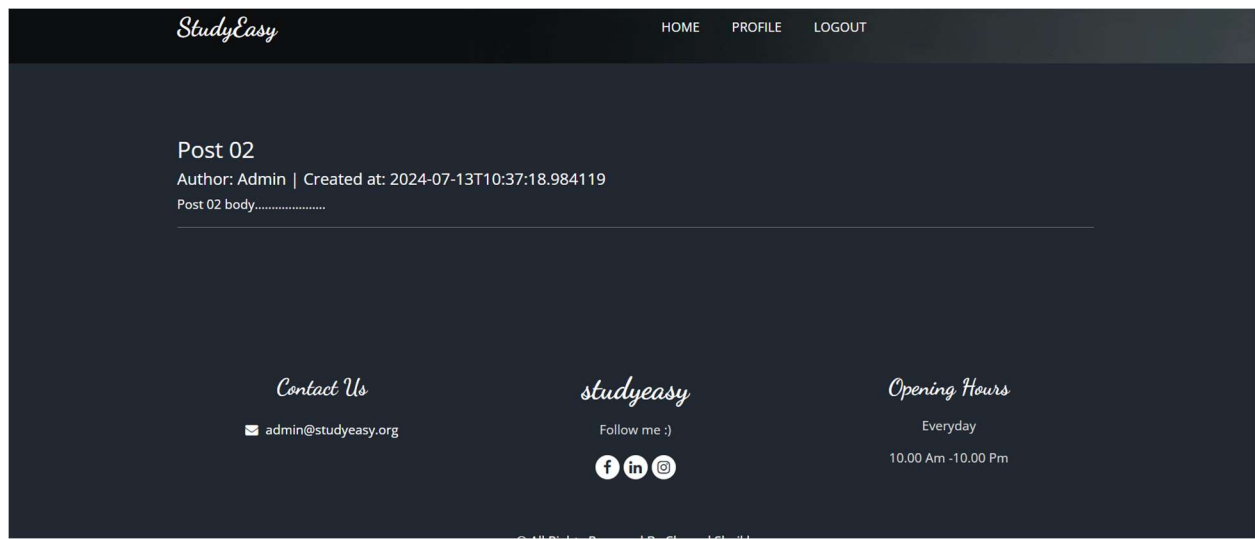 StudyEasy
HOME PROFILE LOGOUT
Post 02
Author: Admin | Created at: 2024-07-13T10:37:18.984119
Post 02 body.....................
Contact Us
admin@studyeasy.org
studyeasy
Follow me :)
Opening Hours
Everyday
10.00 Am -10.00 Pm